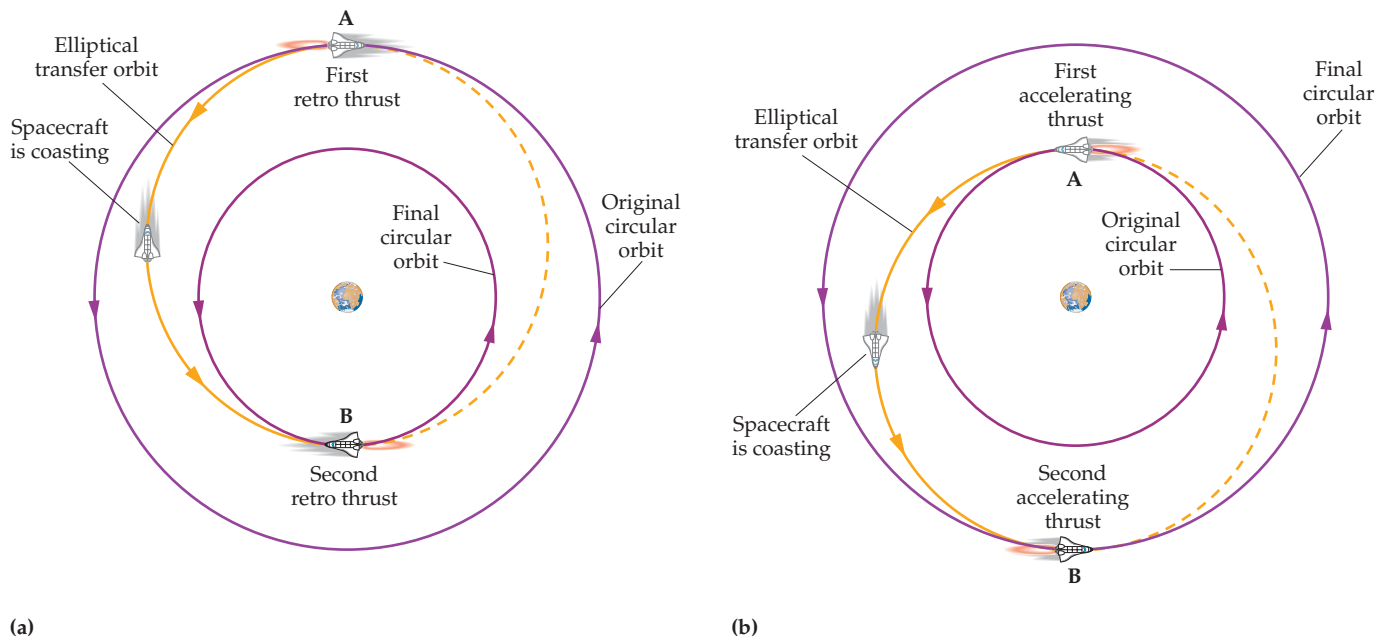 A
Elliptical
transfer orbit
First
retro thrust
Spacecraft
is coasting
Final
circular
orbit
Original
circular
orbit
B
Second
retro thrust
(a)
First
accelerating
thrust
Final
circular
orbit
Elliptical
transfer orbit
A
Original
circular
orbit
Spacecraft
is coasting
Second
accelerating
thrust
B
(b)